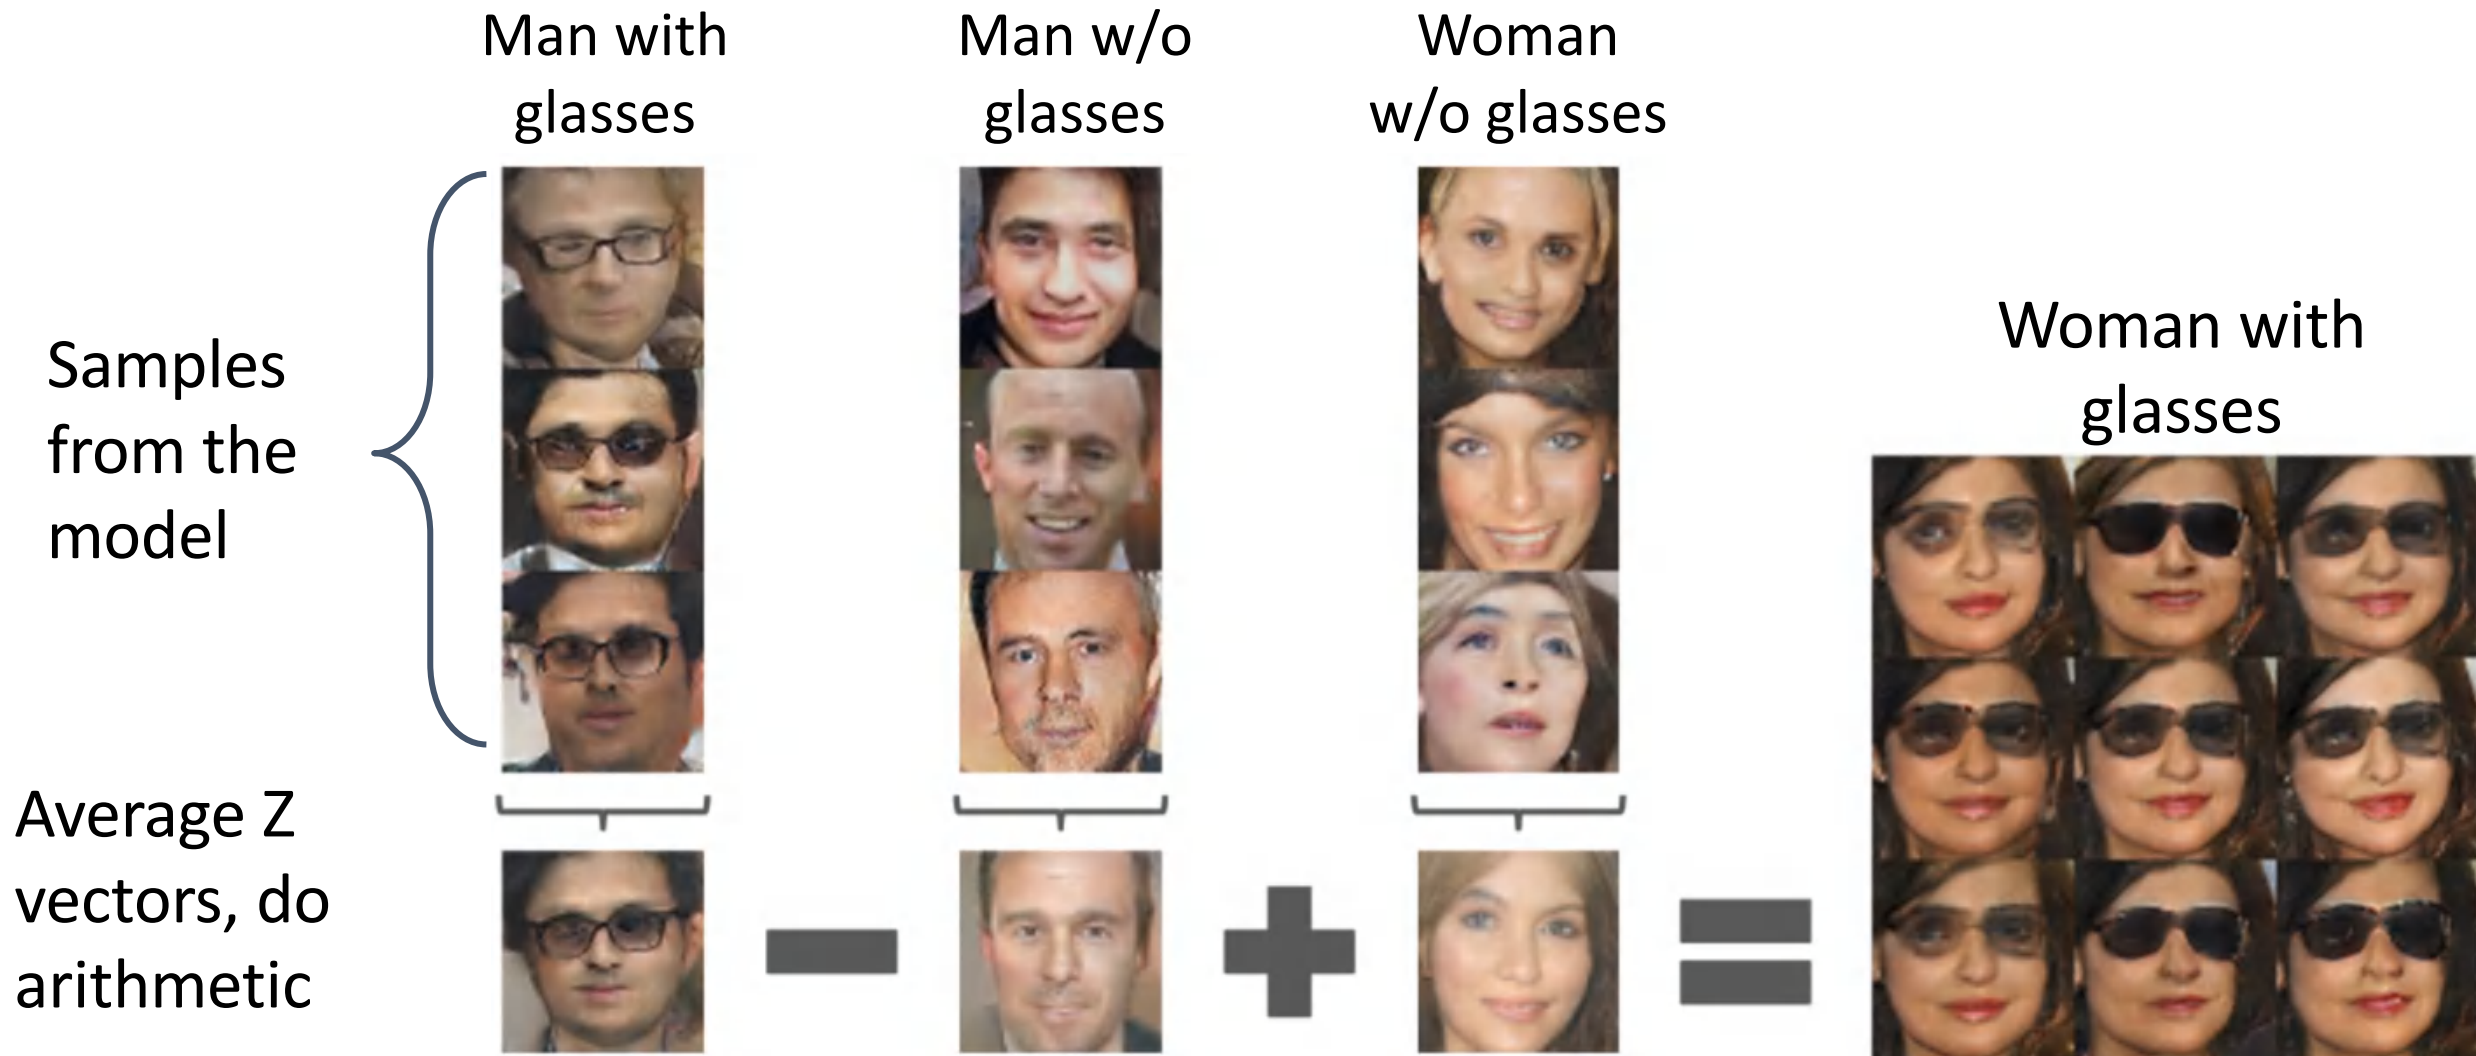 Man with
glasses
Man w/o
glasses
Woman
w/o glasses
Woman with
glasses
Samples
from the
model
Average Z
vectors, do
arithmetic